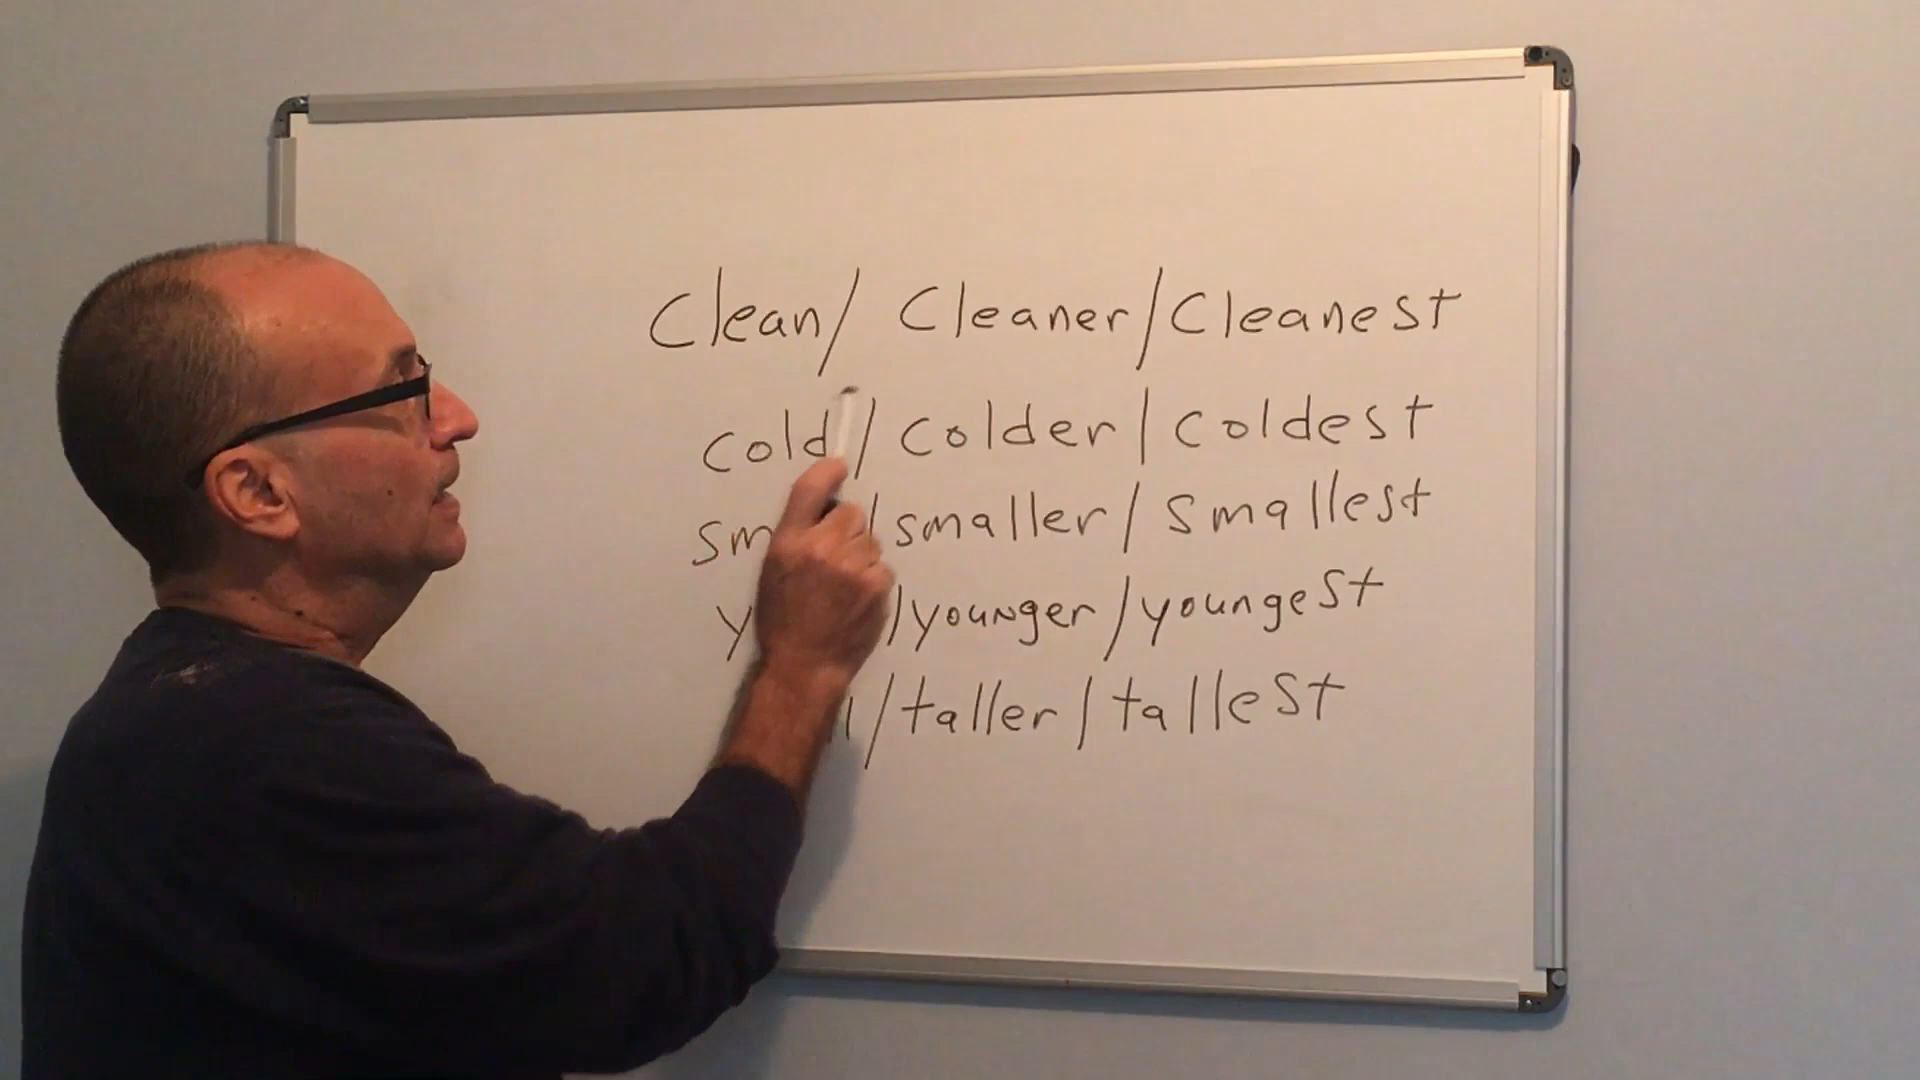 Clean/ Cleaner/Cleanest
cold/colder/coldest
/smaller/smallest
/younger/youngest
/taller/tallest